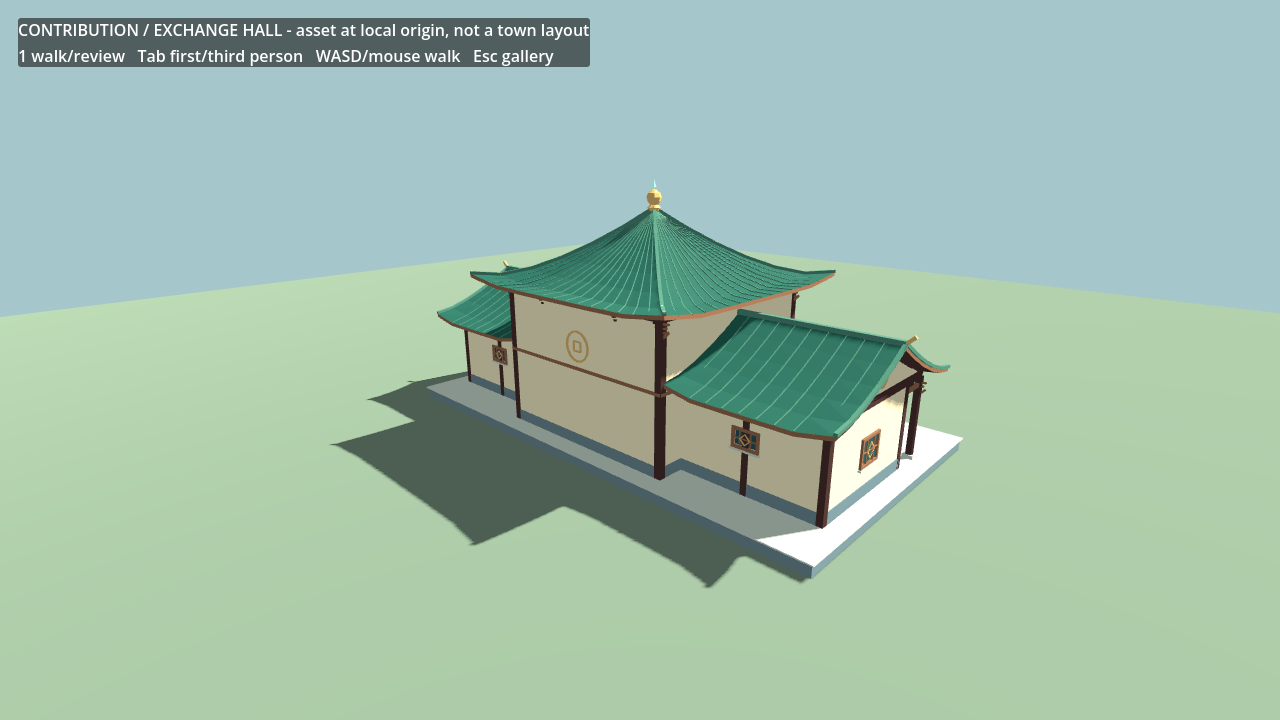 CONTRIBUTION / EXCHANGE HALL - asset at local origin, not a town layout
1 walk/review   Tab first/third person   WASD/mouse walk   Esc gallery